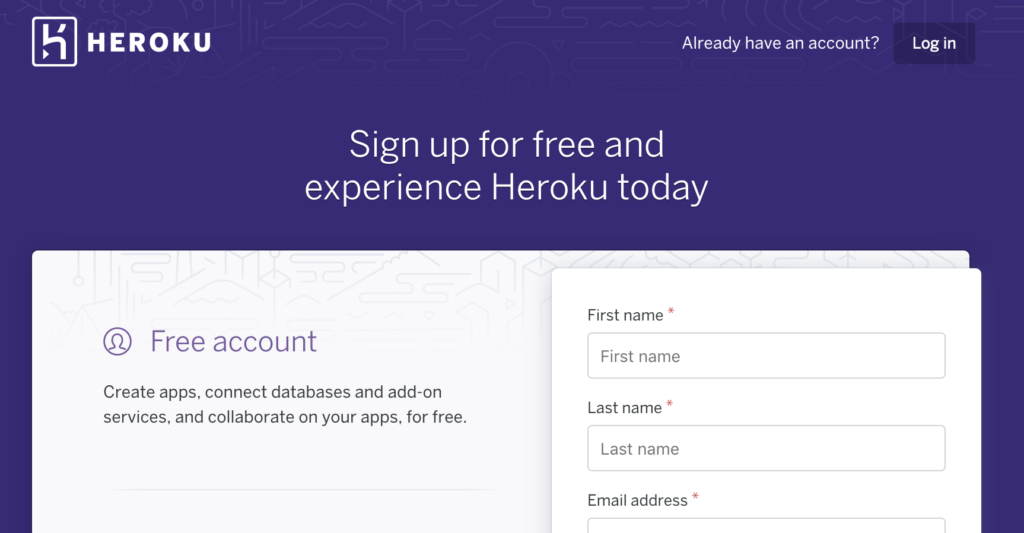 HEROKU
Already have an account?
Log in
Sign up for free and
experience Heroku today
Free account
Create apps, connect databases and add-on
services, and collaborate on your apps, for free.
First name *
First name
Last name *
Last name
Email address *